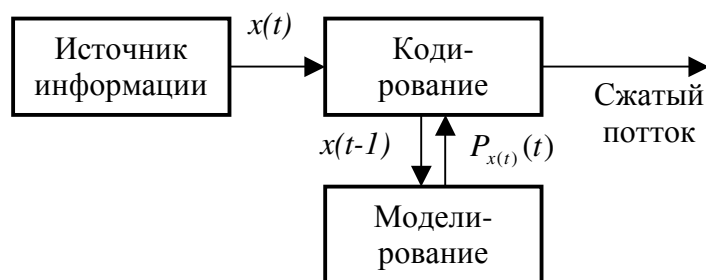 Источник
информации
x(t)
Коди-
рование
Сжатый
потток
x(t-1)
P_{x(t)}(t)
Модели-
рование